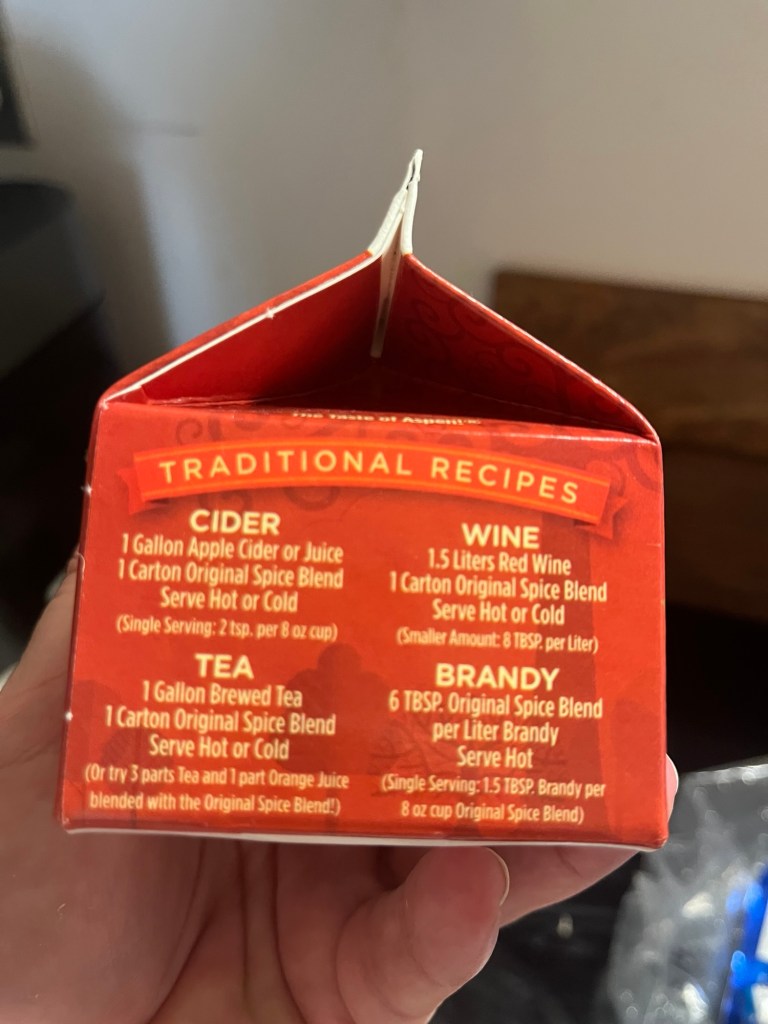 The Taste of Aspen!®
TRADITIONAL RECIPES
CIDER
1 Gallon Apple Cider or Juice
1 Carton Original Spice Blend
Serve Hot or Cold
(Single Serving: 2 tsp. per 8 oz cup)
WINE
1.5 Liters Red Wine
1 Carton Original Spice Blend
Serve Hot or Cold
(Smaller Amount: 8 TBSP. per Liter)
TEA
1 Gallon Brewed Tea
1 Carton Original Spice Blend
Serve Hot or Cold
(Or try 3 parts Tea and 1 part Orange Juice
blended with the Original Spice Blend!)
BRANDY
6 TBSP. Original Spice Blend
per Liter Brandy
Serve Hot
(Single Serving: 1.5 TBSP. Brandy per
8 oz cup Original Spice Blend)